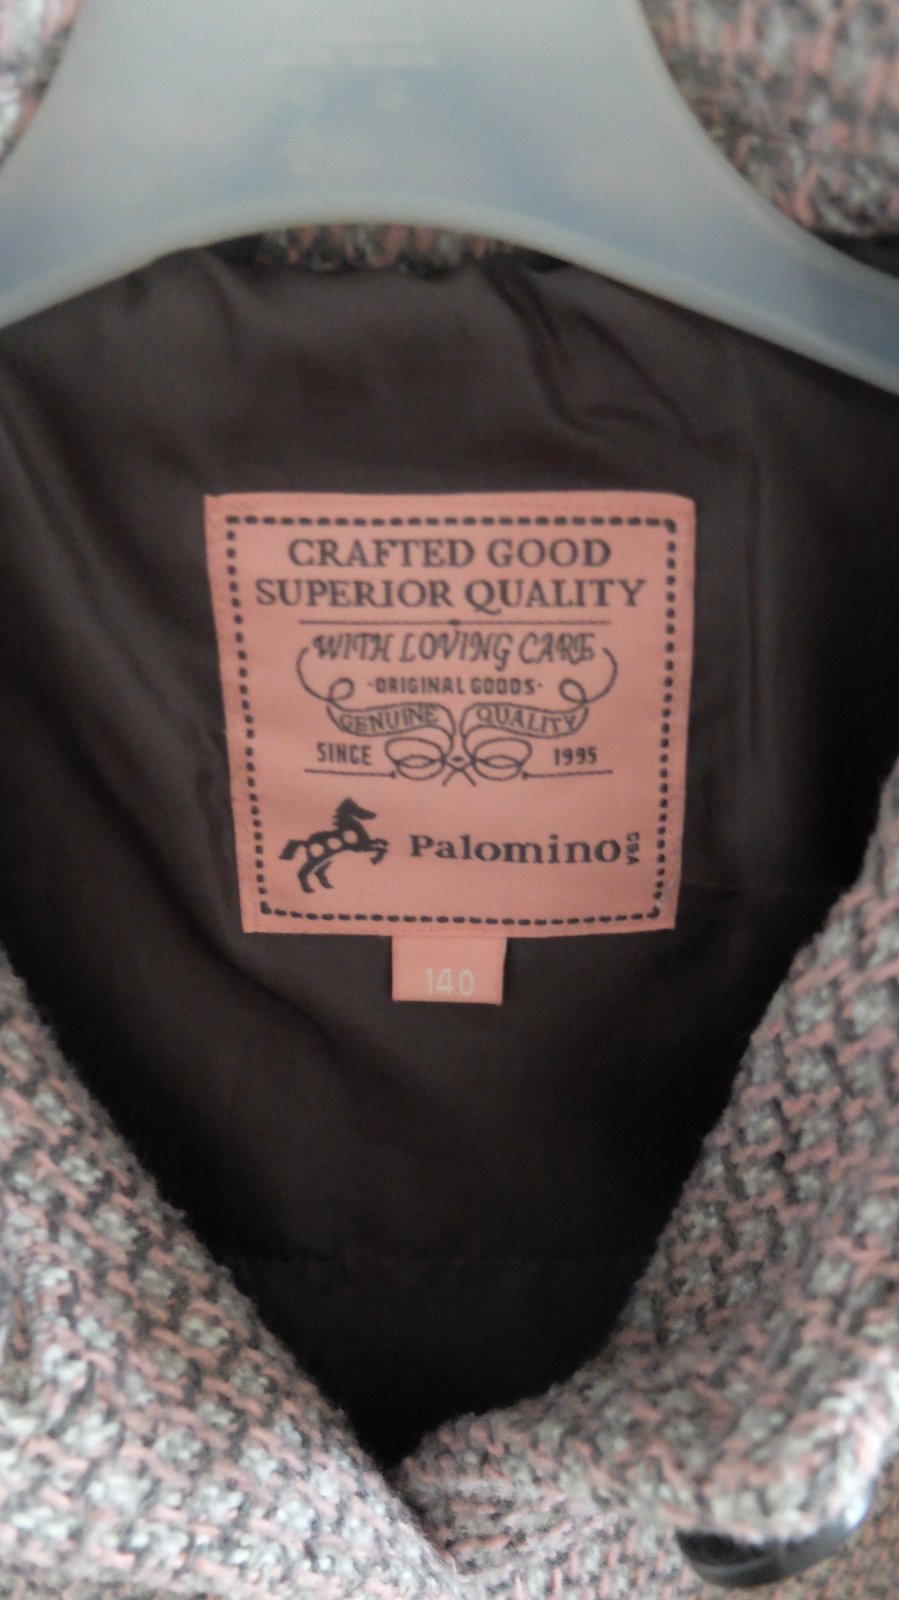 CRAFTED GOOD
SUPERIOR QUALITY
WITH LOVING CARE
·ORIGINAL GOODS·
GENUINE QUALITY
SINCE 1995
Palomino
140